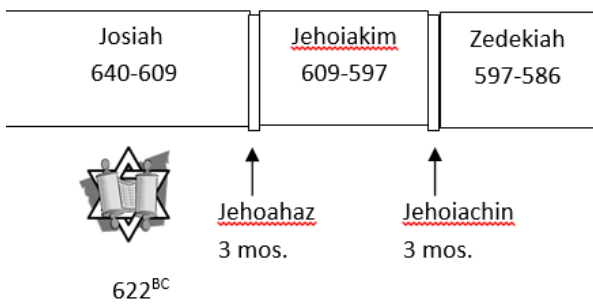 Josiah
640-609
Jehoiakim
609-597
Zedekiah
597-586
Jehoahaz
3 mos.
Jehoiachin
3 mos.
622BC